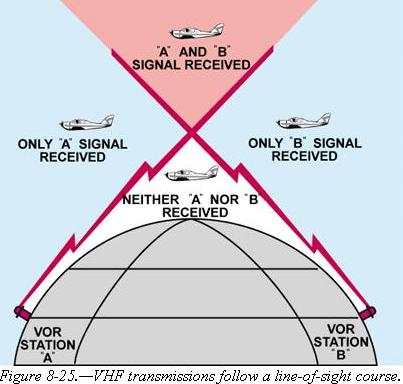 "A" AND "B"
SIGNAL RECEIVED
ONLY "A" SIGNAL
RECEIVED
ONLY "B" SIGNAL
RECEIVED
NEITHER "A" NOR "B"
RECEIVED
VOR
STATION
"A"
VOR
STATION
"B"
Figure 8-25.—VHF transmissions follow a line-of-sight course.